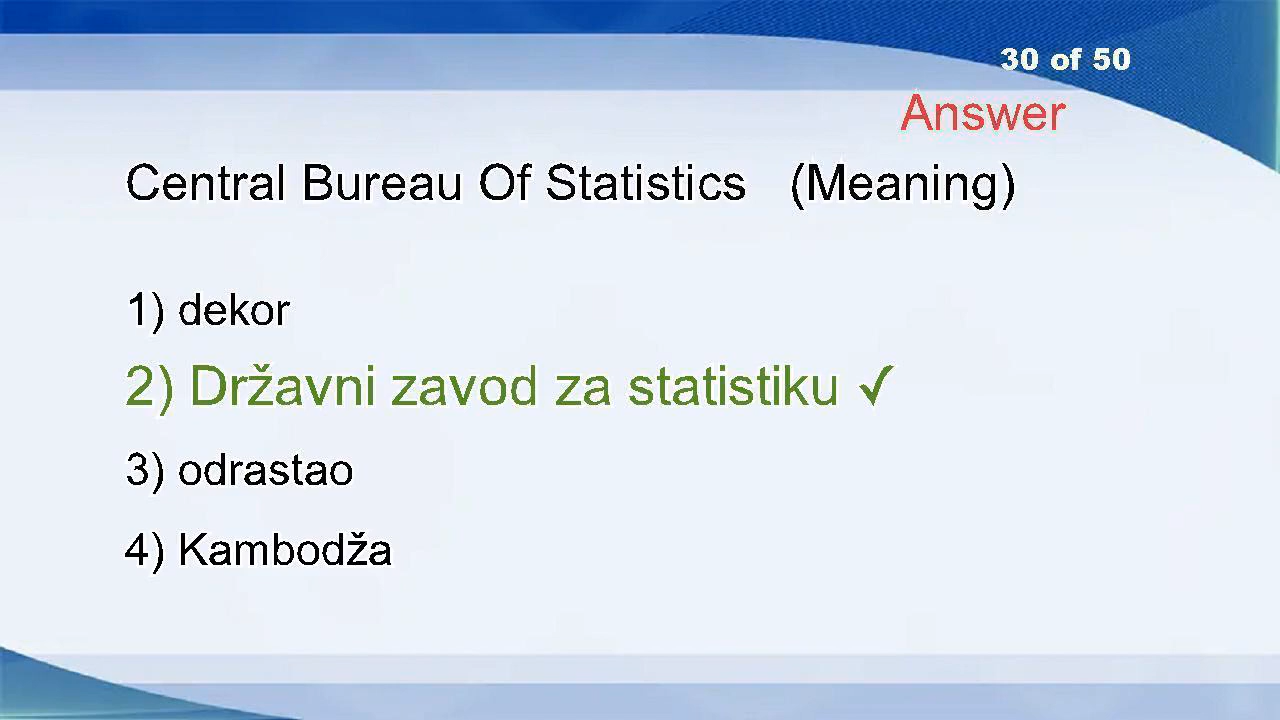 30 of 50
Answer
Central Bureau Of Statistics (Meaning)
1) dekor
2) Državni zavod za statistiku ✓
3) odrastao
4) Kambodža